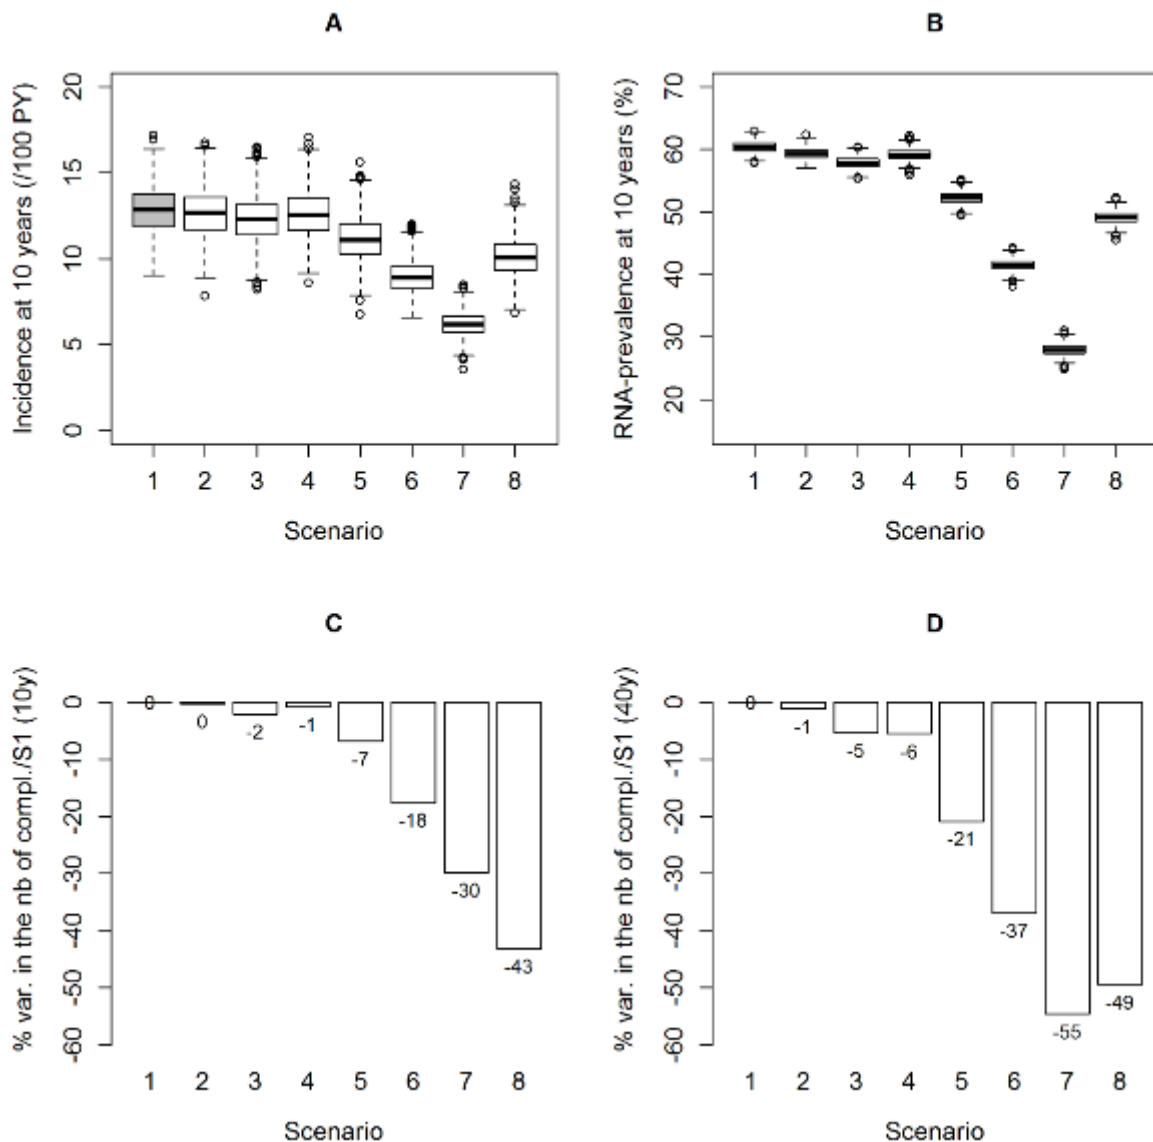 A
Incidence at 10 years (/100 PY)
20
15
10
5
0
1 2 3 4 5 6 7 8
Scenario
B
RNA-prevalence at 10 years (%)
70
60
50
40
30
20
1 2 3 4 5 6 7 8
Scenario
C
% var. in the nb of compl./S1 (10y)
0
-10
-20
-30
-40
-50
-60
0
0
-2
-1
-7
-18
-30
-43
1 2 3 4 5 6 7 8
Scenario
D
% var. in the nb of compl./S1 (40y)
0
-10
-20
-30
-40
-50
-60
0
-1
-5
-6
-21
-37
-55
-49
1 2 3 4 5 6 7 8
Scenario